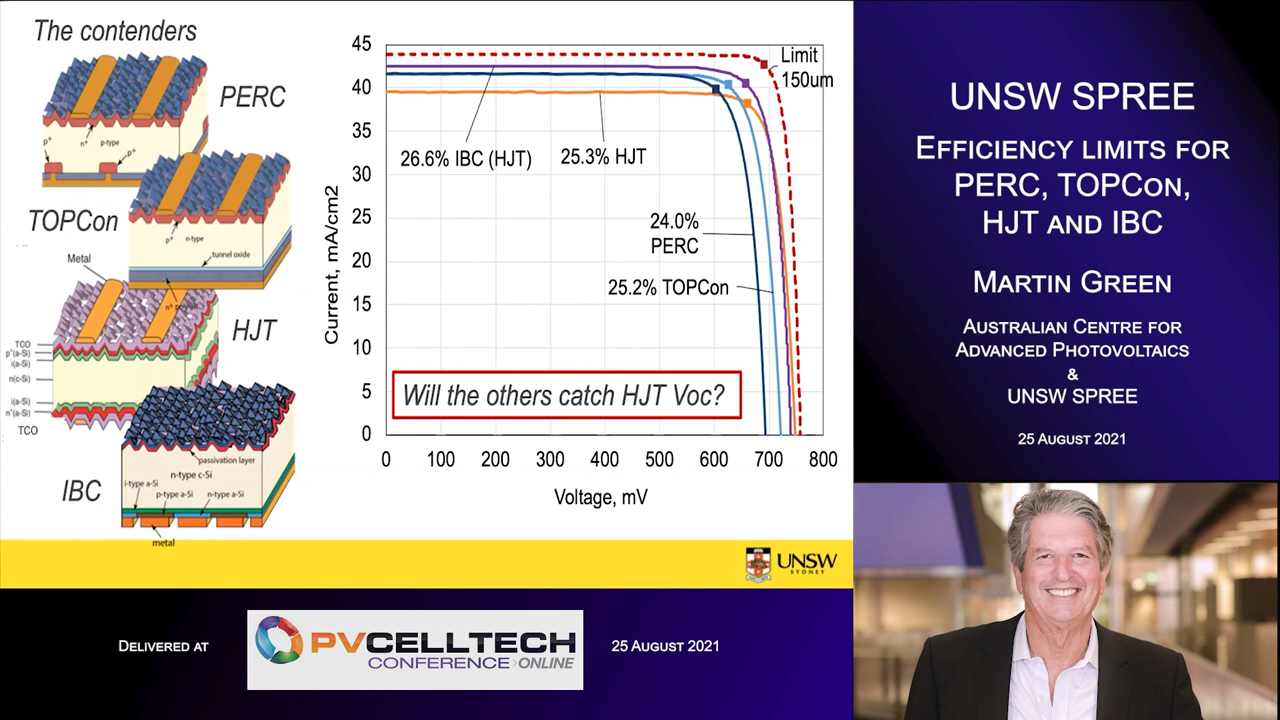 The contenders
PERC
p+
n+
p-type
p+
TOPCon
p+
n-type
tunnel oxide
Metal
HJT
TCO
p+(a-Si)
i(a-Si)
n(c-Si)
i(a-Si)
n+(a-Si)
TCO
IBC
passivation layer
n-type c-Si
i-type a-Si
p-type a-Si
n-type a-Si
metal
Current, mA/cm2
45
40
35
30
25
20
15
10
5
0
0 100 200 300 400 500 600 700 800
Voltage, mV
Limit
150um
26.6% IBC (HJT)
25.3% HJT
24.0%
PERC
25.2% TOPCon
Will the others catch HJT Voc?
UNSW
SYDNEY
UNSW SPREE
Efficiency limits for
PERC, TOPCon,
HJT and IBC
Martin Green
Australian Centre for
Advanced Photovoltaics
&
UNSW SPREE
25 August 2021
Delivered at
PVCELLTECH
CONFERENCE>ONLINE
25 August 2021